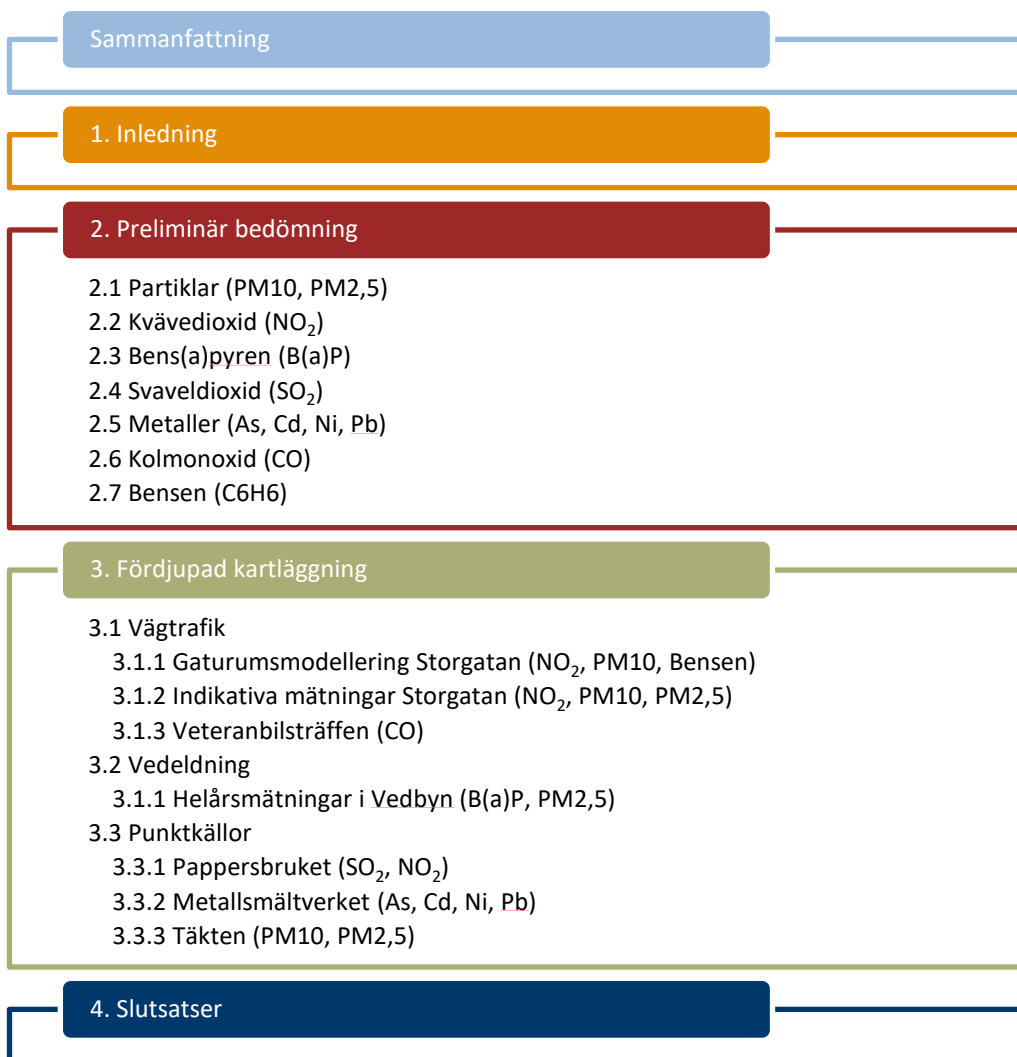 Sammanfattning
1. Inledning
2. Preliminär bedömning
2.1 Partiklar (PM10, PM2,5)
2.2 Kvävedioxid (NO₂)
2.3 Bens(a)pyren (B(a)P)
2.4 Svaveldioxid (SO₂)
2.5 Metaller (As, Cd, Ni, Pb)
2.6 Kolmonoxid (CO)
2.7 Bensen (C6H6)
3. Fördjupad kartläggning
3.1 Vägtrafik
3.1.1 Gaturumsmodellering Storgatan (NO₂, PM10, Bensen)
3.1.2 Indikativa mätningar Storgatan (NO₂, PM10, PM2,5)
3.1.3 Veteranbilsträffen (CO)
3.2 Vedeldning
3.1.1 Helårsmätningar i Vedbyn (B(a)P, PM2,5)
3.3 Punktkällor
3.3.1 Pappersbruket (SO₂, NO₂)
3.3.2 Metallsmältverket (As, Cd, Ni, Pb)
3.3.3 Täkten (PM10, PM2,5)
4. Slutsatser